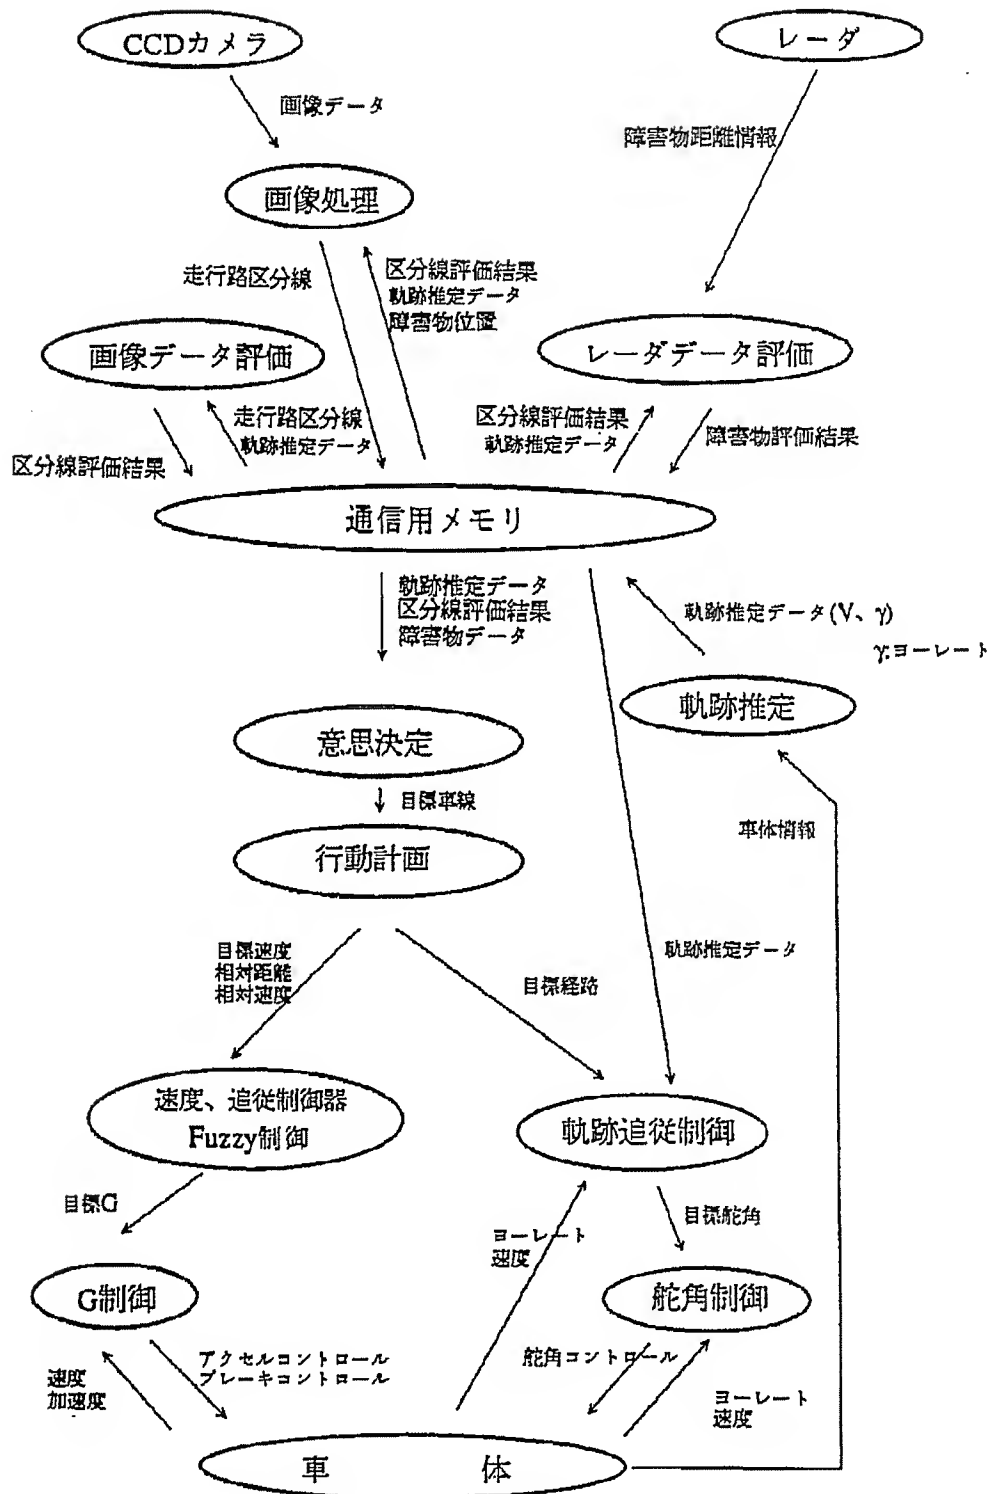 CCDカメラ
レーダ
画像データ
障害物距離情報
画像処理
走行路区分線
区分線評価結果
軌跡推定データ
障害物位置
画像データ評価
レーダデータ評価
走行路区分線
軌跡推定データ
区分線評価結果
軌跡推定データ
障害物評価結果
区分線評価結果
通信用メモリ
軌跡推定データ
区分線評価結果
障害物データ
軌跡推定データ(V、γ)
γ:ヨーレート
軌跡推定
意思決定
目標車線
車体情報
行動計画
目標速度
相対距離
相対速度
目標経路
軌跡推定データ
速度、追従制御器
Fuzzy制御
軌跡追従制御
目標G
ヨーレート
速度
目標舵角
G制御
舵角制御
速度
加速度
アクセルコントロール
ブレーキコントロール
舵角コントロール
ヨーレート
速度
車 体